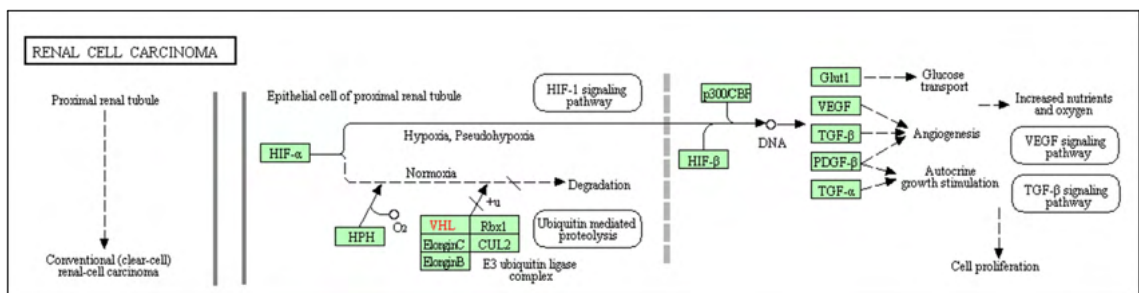 RENAL CELL CARCINOMA
Proximal renal tubule
Conventional (clear-cell)
renal-cell carcinoma
Epithelial cell of proximal renal tubule
HIF-1 signaling
pathway
HIF-α
Hypoxia, Pseudohypoxia
Normoxia
Degradation
HPH
O2
+u
VHL
Rbx1
ElonginC
CUL2
ElonginB
E3 ubiquitin ligase
complex
Ubiquitin mediated
proteolysis
p300/CBP
HIF-β
DNA
Glut1
VEGF
TGF-β
PDGF-β
TGF-α
Glucose
transport
Angiogenesis
Autocrine
growth stimulation
Increased nutrients
and oxygen
VEGF signaling
pathway
TGF-β signaling
pathway
Cell proliferation